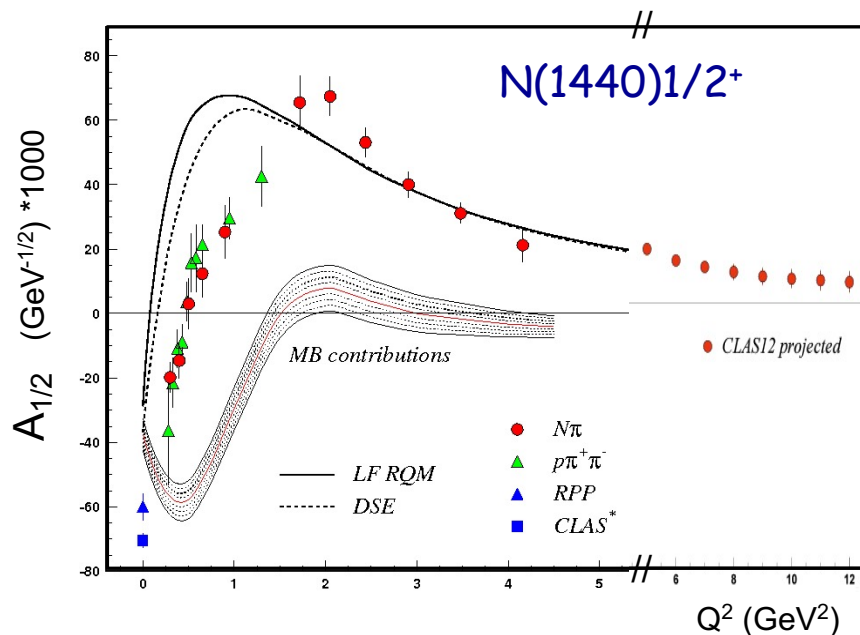 //
N(1440)1/2⁺
A₁/₂ (GeV⁻¹/²) *1000
80
60
40
20
0
-20
-40
-60
-80
MB contributions
CLAS12 projected
LF RQM
DSE
Nπ
pπ⁺π⁻
RPP
CLAS*
//
0 1 2 3 4 5 6 8 10 12
Q² (GeV²)